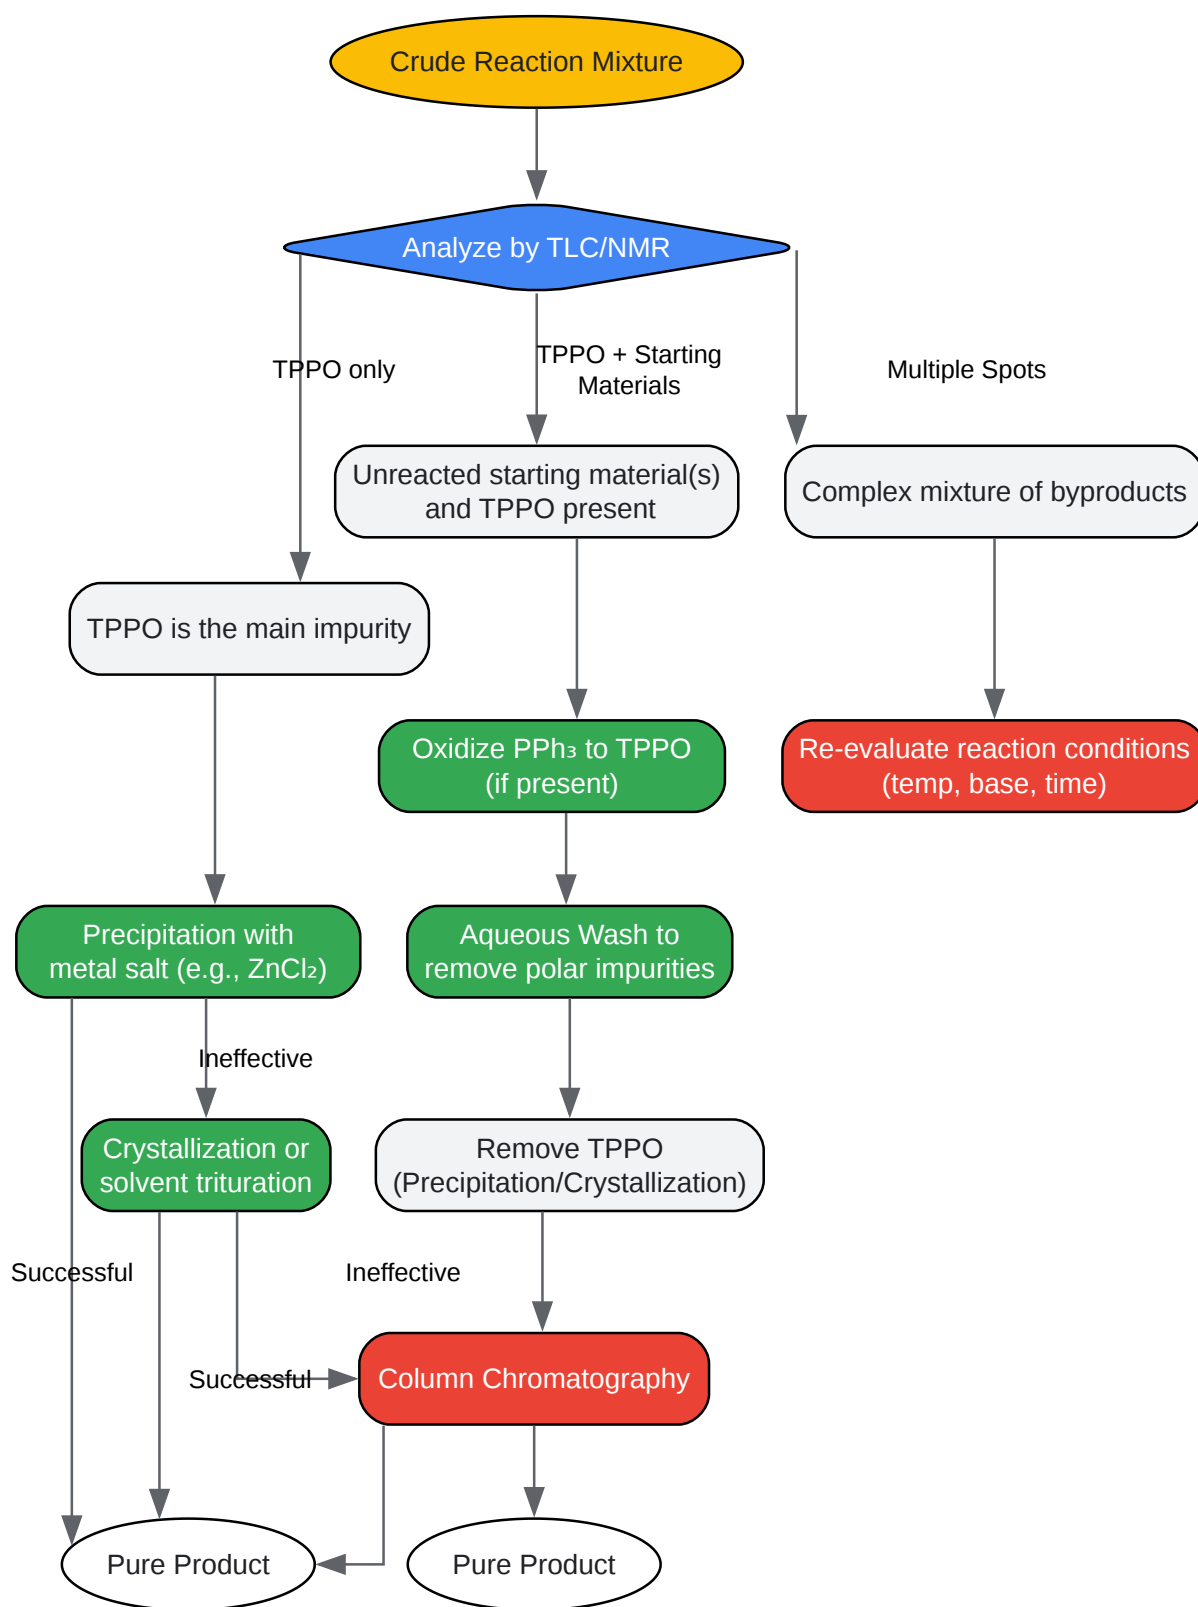 Crude Reaction Mixture
Analyze by TLC/NMR
TPPO only
TPPO + Starting
Materials
Multiple Spots
Unreacted starting material(s)
and TPPO present
Complex mixture of byproducts
TPPO is the main impurity
Oxidize PPh₃ to TPPO
(if present)
Re-evaluate reaction conditions
(temp, base, time)
Precipitation with
metal salt (e.g., ZnCl₂)
Aqueous Wash to
remove polar impurities
Ineffective
Crystallization or
solvent trituration
Remove TPPO
(Precipitation/Crystallization)
Successful
Ineffective
Successful
Column Chromatography
Pure Product
Pure Product